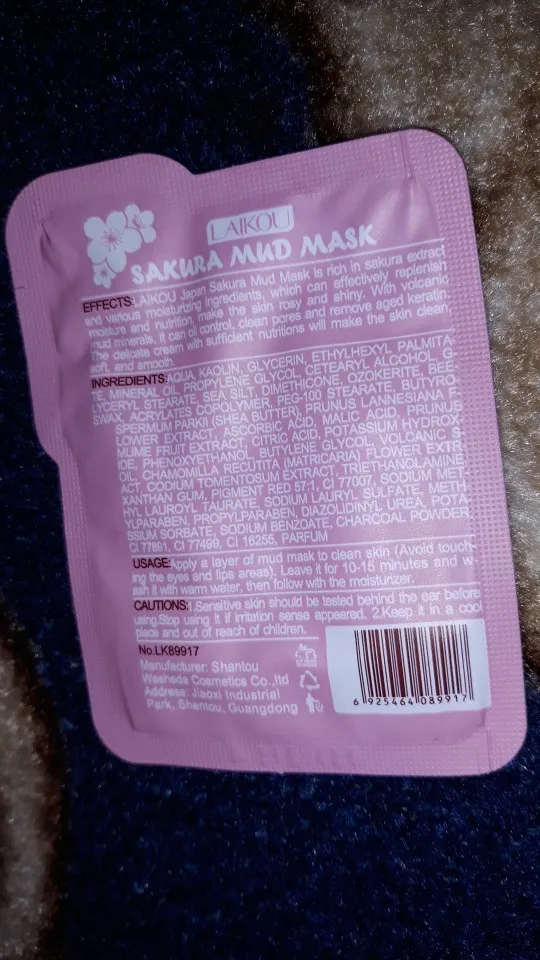 LAIKOU
SAKURA MUD MASK
EFFECTS:LAIKOU Japan Sakura Mud Mask is rich in sakura extract
and various moisturizing ingredients, which can effectively replenish
moisture and nutrition, make the skin rosy and shiny. With volcanic
mud minerals, it can oil control, clean pores and remove aged keratin.
The delicate cream with sufficient nutritions will make the skin clean,
soft, and smooth.
INGREDIENTS:AQUA, KAOLIN, GLYCERIN, ETHYLHEXYL PALMITA-
TE, MINERAL OIL, PROPYLENE GLYCOL, CETEARYL ALCOHOL, G-
LYCERYL STEARATE, SEA SILT, DIMETHICONE, OZOKERITE, BEE-
SWAX, ACRYLATES COPOLYMER, PEG-100 STEARATE, BUTYRO-
SPERMUM PARKII (SHEA BUTTER), PRUNUS LANNESIANA F-
LOWER EXTRACT, ASCORBIC ACID, MALIC ACID, PRUNUS
MUME FRUIT EXTRACT, CITRIC ACID, POTASSIUM HYDROX-
IDE, PHENOXYETHANOL, BUTYLENE GLYCOL, VOLCANIC S-
OIL, CHAMOMILLA RECUTITA (MATRICARIA) FLOWER EXTR-
ACT, CODIUM TOMENTOSUM EXTRACT, TRIETHANOLAMINE,
XANTHAN GUM, PIGMENT RED 57:1, CI 77007, SODIUM MET-
HYL LAUROYL TAURATE, SODIUM LAURYL SULFATE, METH-
YLPARABEN, PROPYLPARABEN, DIAZOLIDINYL UREA, POTA-
SSIUM SORBATE, SODIUM BENZOATE, CHARCOAL POWDER,
CI 77891, CI 77499, CI 16255, PARFUM
USAGE:Apply a layer of mud mask to clean skin (Avoid touch-
ing the eyes and lips areas). Leave it for 10-15 minutes and w-
ash it with warm water, then follow with the moisturizer.
CAUTIONS:1.Sensitive skin should be tested behind the ear before
using.Stop using it if irritation sense appeared. 2.Keep it in a cool
place and out of reach of children.
No.LK89917
Manufacturer: Shantou
Wesheda Cosmetics Co.,ltd
Address: Jiaoxi Industrial
Park, Shantou, Guangdong
6 925464 089917